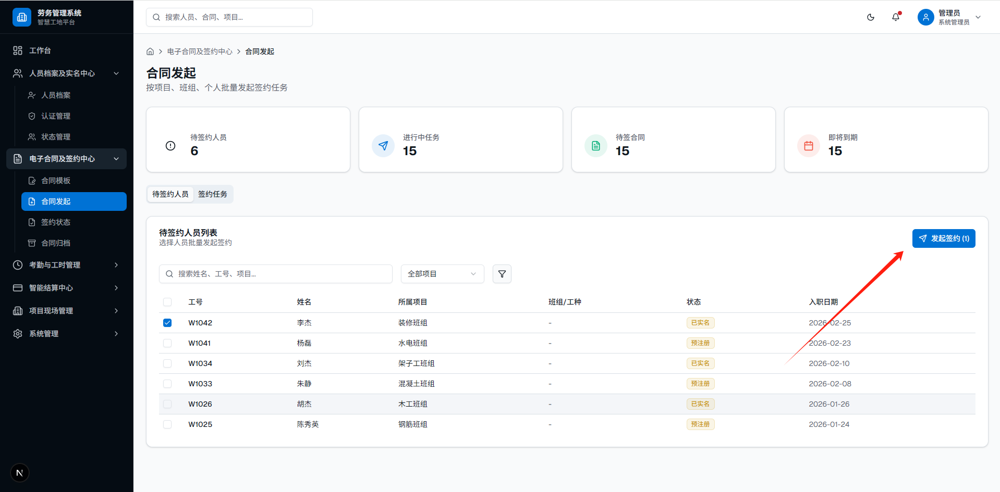 劳务管理系统
智慧工地平台
搜索人员、合同、项目...
管理员
系统管理员
工作台
人员档案及实名中心
人员档案
认证管理
状态管理
电子合同及签约中心
合同模板
合同发起
签约状态
合同归档
考勤与工时管理
智能结算中心
项目现场管理
系统管理
N
电子合同及签约中心 合同发起
合同发起
按项目、班组、个人批量发起签约任务
待签约人员
6
进行中任务
15
待签合同
15
即将到期
15
待签约人员 签约任务
待签约人员列表
选择人员批量发起签约
发起签约 (1)
搜索姓名、工号、项目...
全部项目
工号 姓名 所属项目 班组/工种 状态 入职日期
W1042 李杰 装修班组 - 已实名 2026-02-25
W1041 杨磊 水电班组 - 预注册 2026-02-23
W1034 刘杰 架子工班组 - 已实名 2026-02-10
W1033 朱静 混凝土班组 - 预注册 2026-02-08
W1026 胡杰 木工班组 - 已实名 2026-01-26
W1025 陈秀英 钢筋班组 - 预注册 2026-01-24